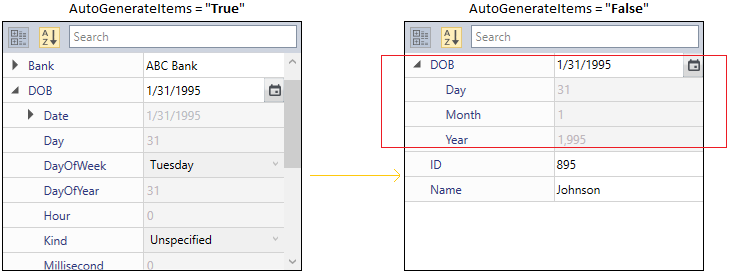 AutoGenerateItems = "True"
A Z Search
Bank ABC Bank
DOB 1/31/1995
Date 1/31/1995
Day 31
DayOfWeek Tuesday
DayOfYear 31
Hour 0
Kind Unspecified
Millisecond 0
AutoGenerateItems = "False"
A Z Search
DOB 1/31/1995
Day 31
Month 1
Year 1,995
ID 895
Name Johnson